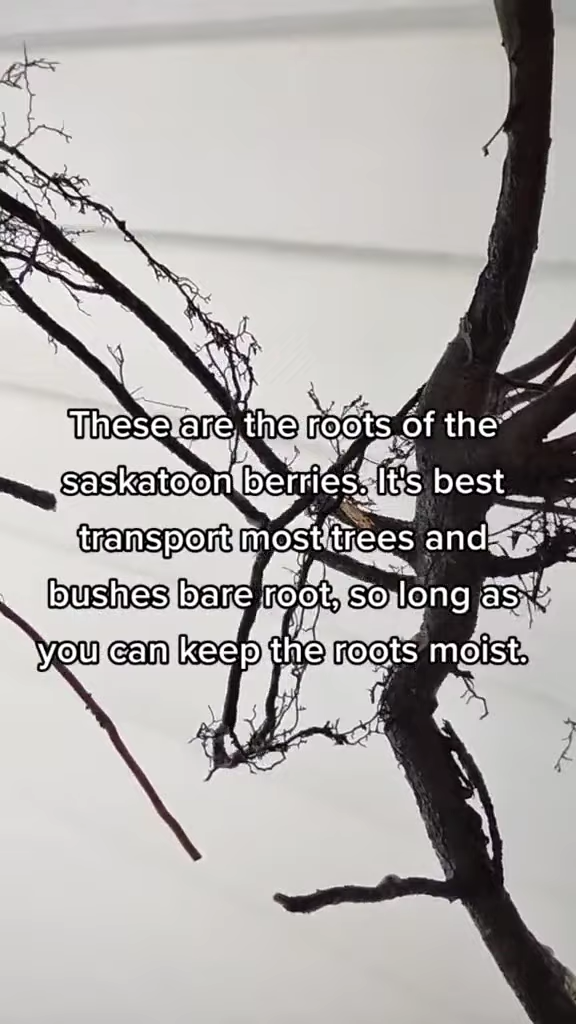 These are the roots of the
saskatoon berries. It's best
transport most trees and
bushes bare root, so long as
you can keep the roots moist.